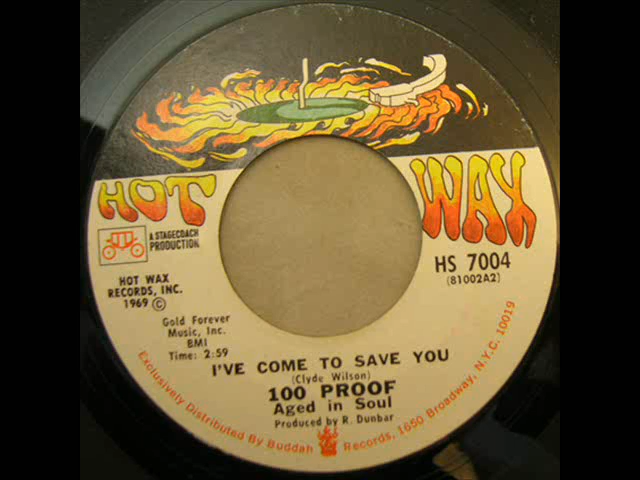 HOT WAX
A STAGECOACH
PRODUCTION
HOT WAX
RECORDS, INC.
1969 ©
HS 7004
(81002A2)
Gold Forever
Music, Inc.
BMI
Time: 2:59
I'VE COME TO SAVE YOU
(Clyde Wilson)
100 PROOF
Aged in Soul
Produced by R. Dunbar
Exclusively Distributed By Buddah Records, 1650 Broadway, N.Y.C. 10019